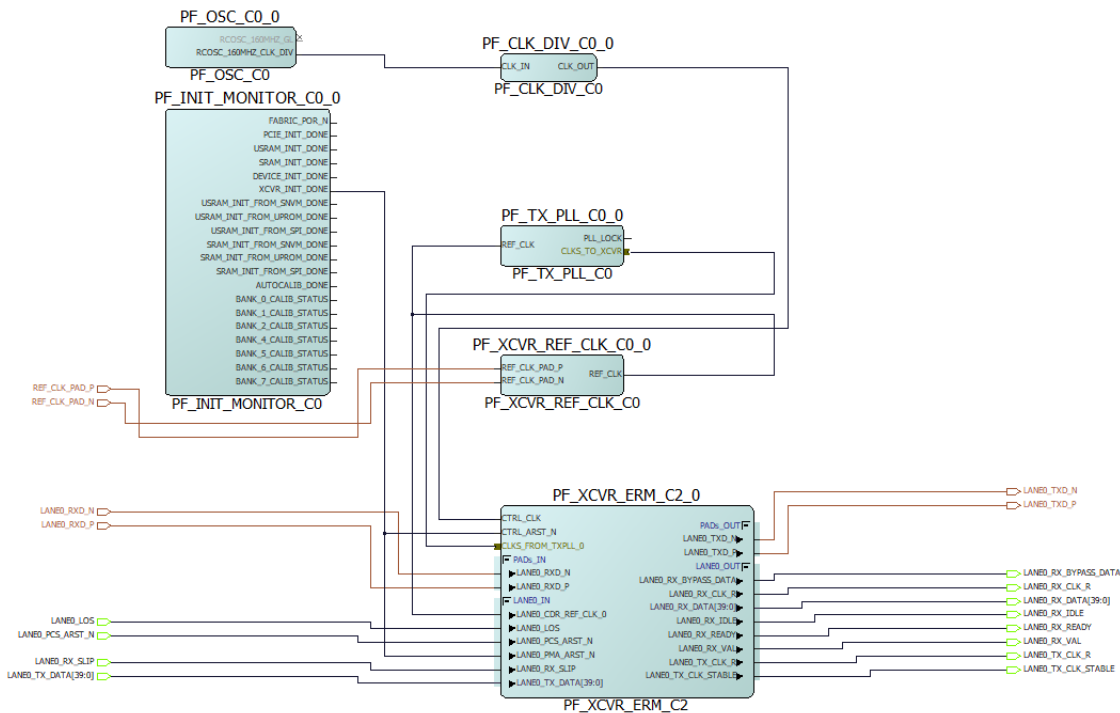 PF_OSC_C0_0
RCOSC_160MHZ_GL
RCOSC_160MHZ_CLK_DIV
PF_OSC_C0
PF_CLK_DIV_C0_0
CLK_IN CLK_OUT
PF_CLK_DIV_C0
PF_INIT_MONITOR_C0_0
FABRIC_POR_N
PCIE_INIT_DONE
USRAM_INIT_DONE
SRAM_INIT_DONE
DEVICE_INIT_DONE
XCVR_INIT_DONE
USRAM_INIT_FROM_SNVM_DONE
USRAM_INIT_FROM_UPROM_DONE
USRAM_INIT_FROM_SPI_DONE
SRAM_INIT_FROM_SNVM_DONE
SRAM_INIT_FROM_UPROM_DONE
SRAM_INIT_FROM_SPI_DONE
AUTOCALIB_DONE
BANK_0_CALIB_STATUS
BANK_1_CALIB_STATUS
BANK_2_CALIB_STATUS
BANK_4_CALIB_STATUS
BANK_5_CALIB_STATUS
BANK_6_CALIB_STATUS
BANK_7_CALIB_STATUS
PF_INIT_MONITOR_C0
PF_TX_PLL_C0_0
PLL_LOCK
REF_CLK
CLKS_TO_XCVR
PF_TX_PLL_C0
PF_XCVR_REF_CLK_C0_0
REF_CLK_PAD_P
REF_CLK
REF_CLK_PAD_N
PF_XCVR_REF_CLK_C0
REF_CLK_PAD_P
REF_CLK_PAD_N
LANE0_RXD_N
LANE0_RXD_P
LANE0_LOS
LANE0_PCS_ARST_N
LANE0_RX_SLIP
LANE0_TX_DATA[39:0]
PF_XCVR_ERM_C2_0
CTRL_CLK
CTRL_ARST_N
CLKS_FROM_TXPLL_0
PADs_IN
LANE0_RXD_N
LANE0_RXD_P
LANE0_IN
LANE0_CDR_REF_CLK_0
LANE0_LOS
LANE0_PCS_ARST_N
LANE0_PMA_ARST_N
LANE0_RX_SLIP
LANE0_TX_DATA[39:0]
PADs_OUT
LANE0_TXD_N
LANE0_TXD_P
LANE0_OUT
LANE0_RX_BYPASS_DATA
LANE0_RX_CLK_R
LANE0_RX_DATA[39:0]
LANE0_RX_IDLE
LANE0_RX_READY
LANE0_RX_VAL
LANE0_TX_CLK_R
LANE0_TX_CLK_STABLE
PF_XCVR_ERM_C2
LANE0_TXD_N
LANE0_TXD_P
LANE0_RX_BYPASS_DATA
LANE0_RX_CLK_R
LANE0_RX_DATA[39:0]
LANE0_RX_IDLE
LANE0_RX_READY
LANE0_RX_VAL
LANE0_TX_CLK_R
LANE0_TX_CLK_STABLE